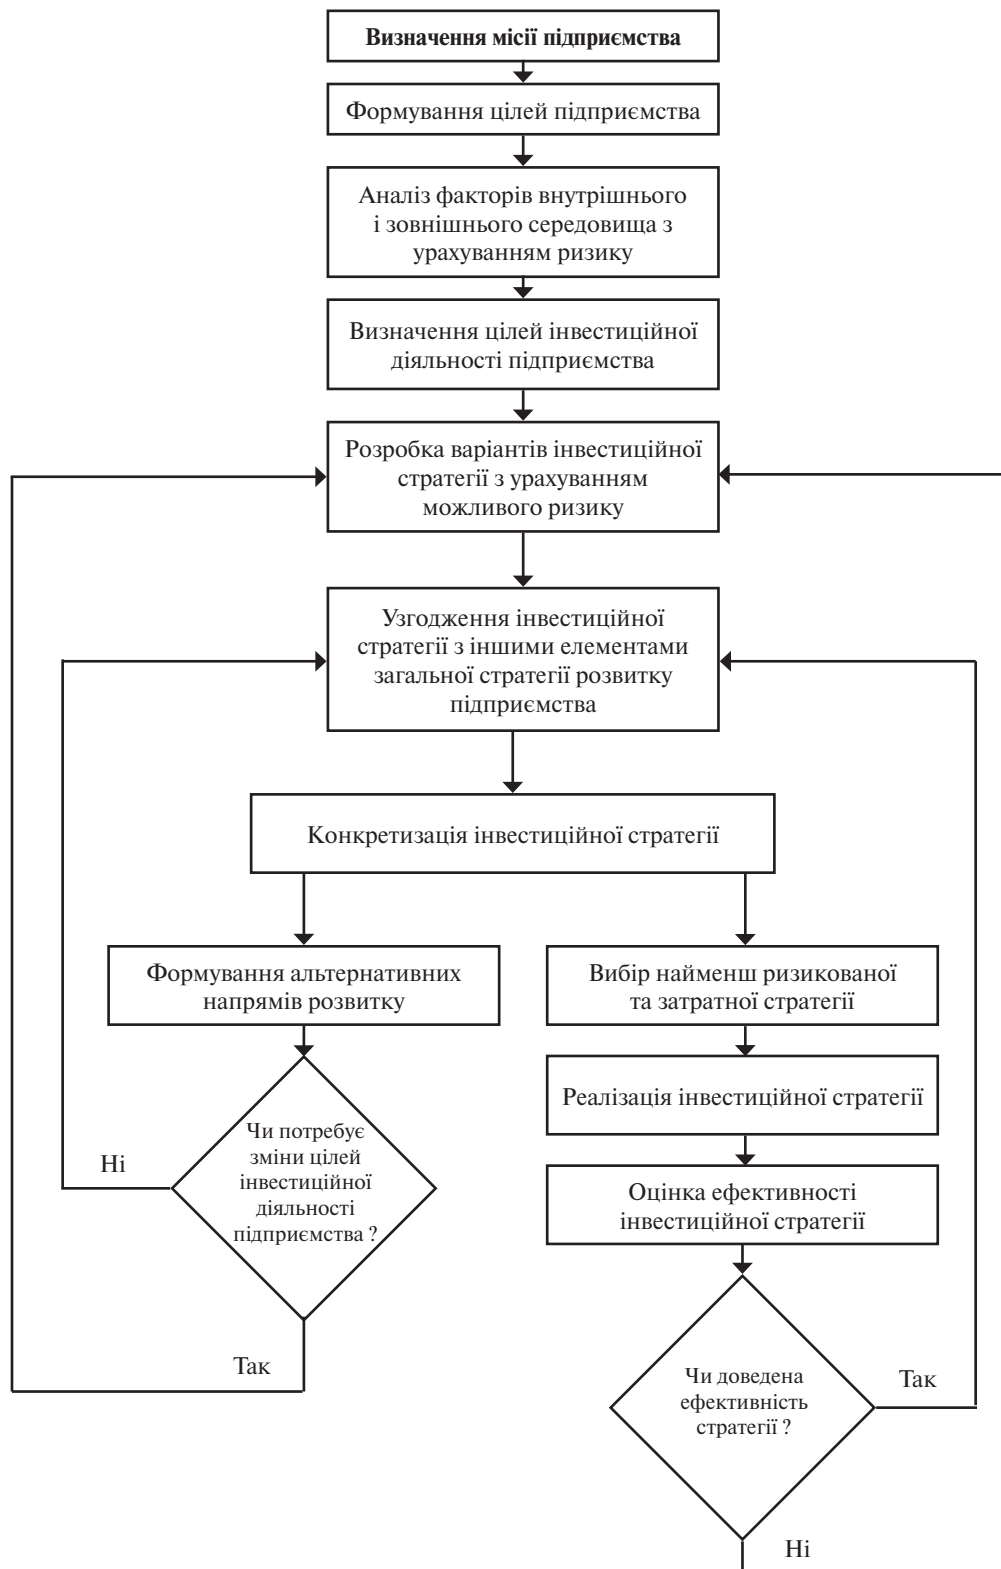 Визначення місії підприємства
Формування цілей підприємства
Аналіз факторів внутрішнього
і зовнішнього середовища з
урахуванням ризику
Визначення цілей інвестиційної
діяльності підприємства
Розробка варіантів інвестиційної
стратегії з урахуванням
можливого ризику
Узгодження інвестиційної
стратегії з іншими елементами
загальної стратегії розвитку
підприємства
Конкретизація інвестиційної стратегії
Формування альтернативних
напрямів розвитку
Вибір найменш ризикованої
та затратної стратегії
Реалізація інвестиційної стратегії
Чи потребує
зміни цілей
інвестиційної
діяльності
підприємства ?
Ні
Оцінка ефективності
інвестиційної стратегії
Так
Чи доведена
ефективність
стратегії ?
Так
Ні